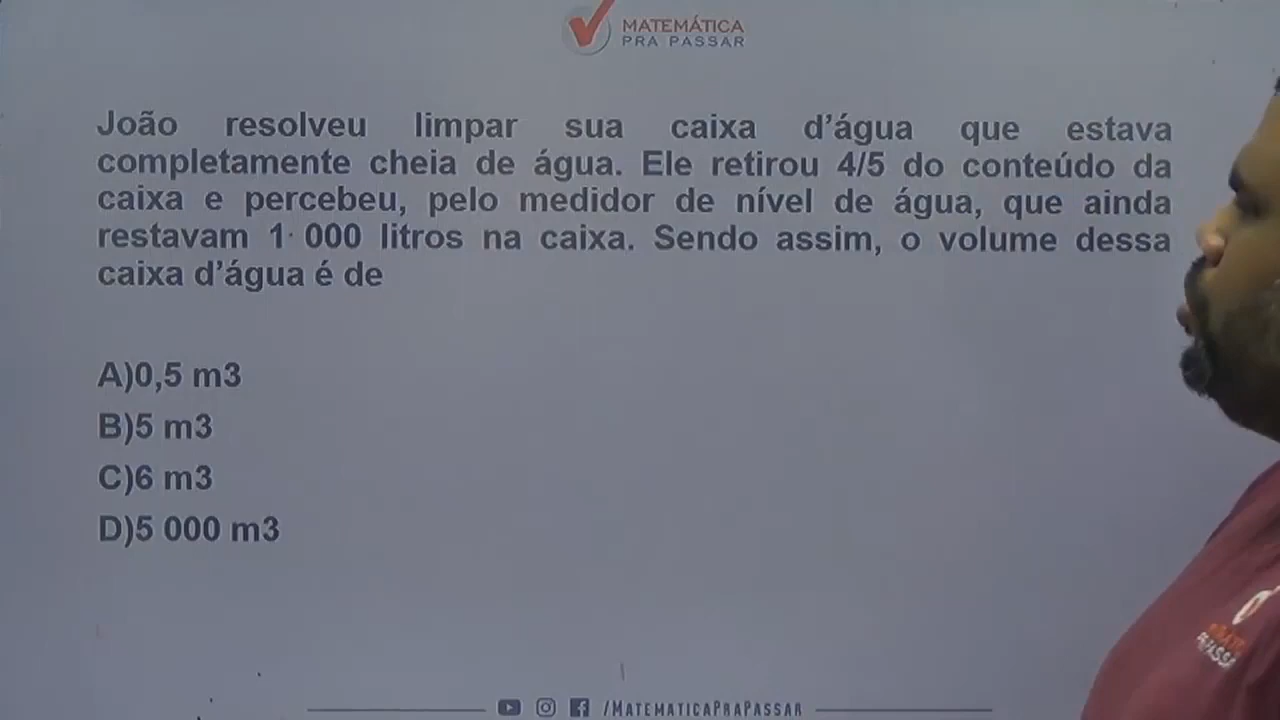 MATEMÁTICA
PRA PASSAR
João resolveu limpar sua caixa d'água que estava
completamente cheia de água. Ele retirou 4/5 do conteúdo da
caixa e percebeu, pelo medidor de nível de água, que ainda
restavam 1 000 litros na caixa. Sendo assim, o volume dessa
caixa d'água é de
A)0,5 m3
B)5 m3
C)6 m3
D)5 000 m3
/MATEMATICAPRAPASSAR